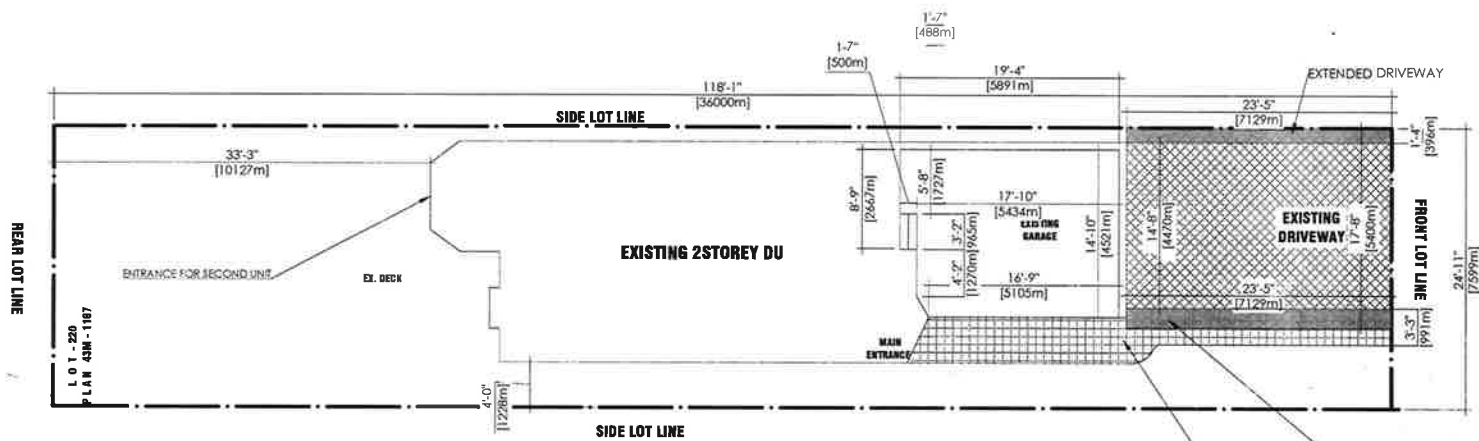 1'-7"
[488m]
1-7"
[500m]
19'-4"
[5891m]
EXTENDED DRIVEWAY
118'-1"
[36000m]
23'-5"
[7129m]
SIDE LOT LINE
1'-4"
[396m]
33'-3"
[10127m]
8'-9"
[2667m]
5'-8"
[1727m]
17'-10"
[5434m]
EXISTING
GARAGE
3'-2"
[965m]
4'-2"
[1270m]
14'-10"
[4521m]
14'-8"
[4470m]
EXISTING
DRIVEWAY
17'-8"
[5400m]
FRONT LOT LINE
24'-11"
[7599m]
REAR LOT LINE
EXISTING 2STOREY DU
ENTRANCE FOR SECOND UNIT
EX. DECK
16'-9"
[5105m]
23'-5"
[7129m]
3'-3"
[991m]
LOT - 220
PLAN 43M - 1187
MAIN
ENTRANCE
4'-0"
[1228m]
SIDE LOT LINE